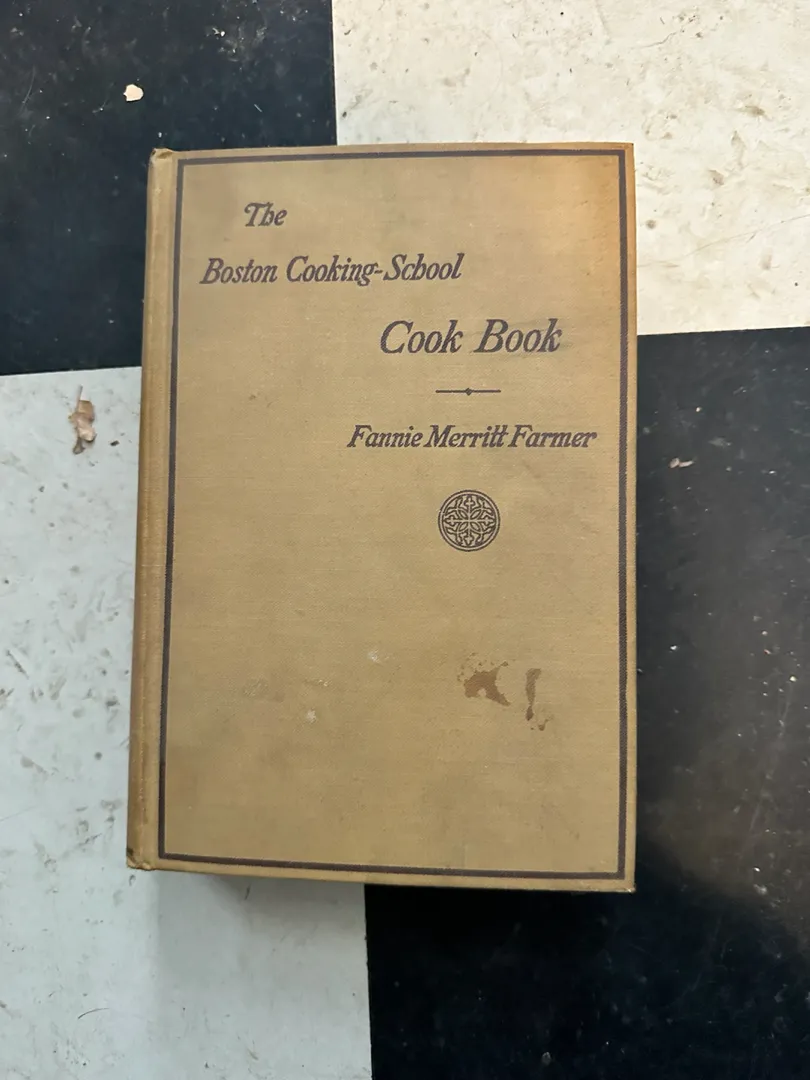 The
Boston Cooking-School
Cook Book
Fannie Merritt Farmer